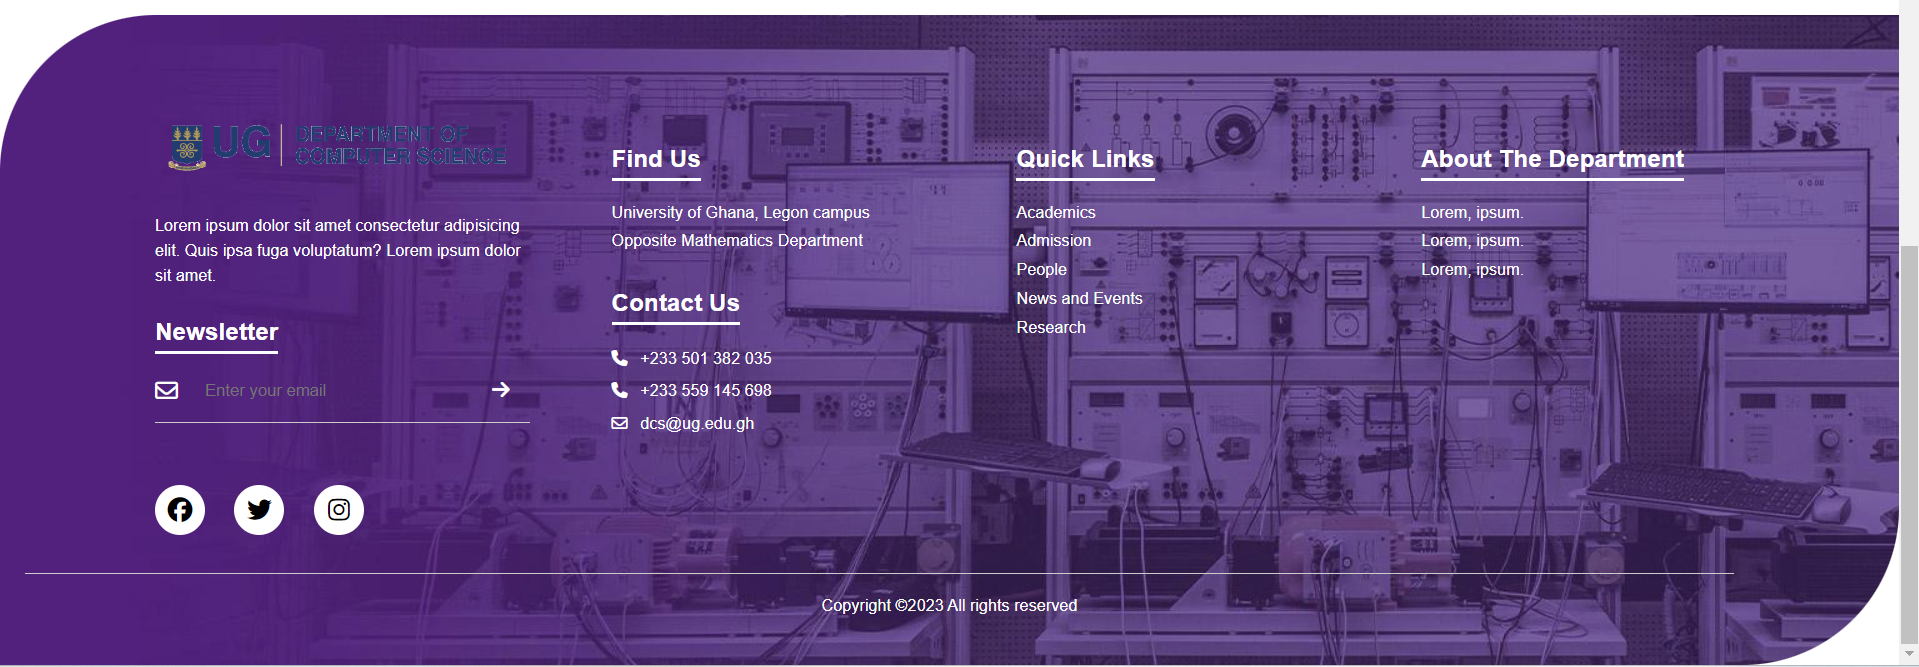 UG
DEPARTMENT OF
COMPUTER SCIENCE
Lorem ipsum dolor sit amet consectetur adipisicing
elit. Quis ipsa fuga voluptatum? Lorem ipsum dolor
sit amet.
Newsletter
Enter your email
Find Us
University of Ghana, Legon campus
Opposite Mathematics Department
Contact Us
+233 501 382 035
+233 559 145 698
dcs@ug.edu.gh
Quick Links
Academics
Admission
People
News and Events
Research
About The Department
Lorem, ipsum.
Lorem, ipsum.
Lorem, ipsum.
Copyright ©2023 All rights reserved